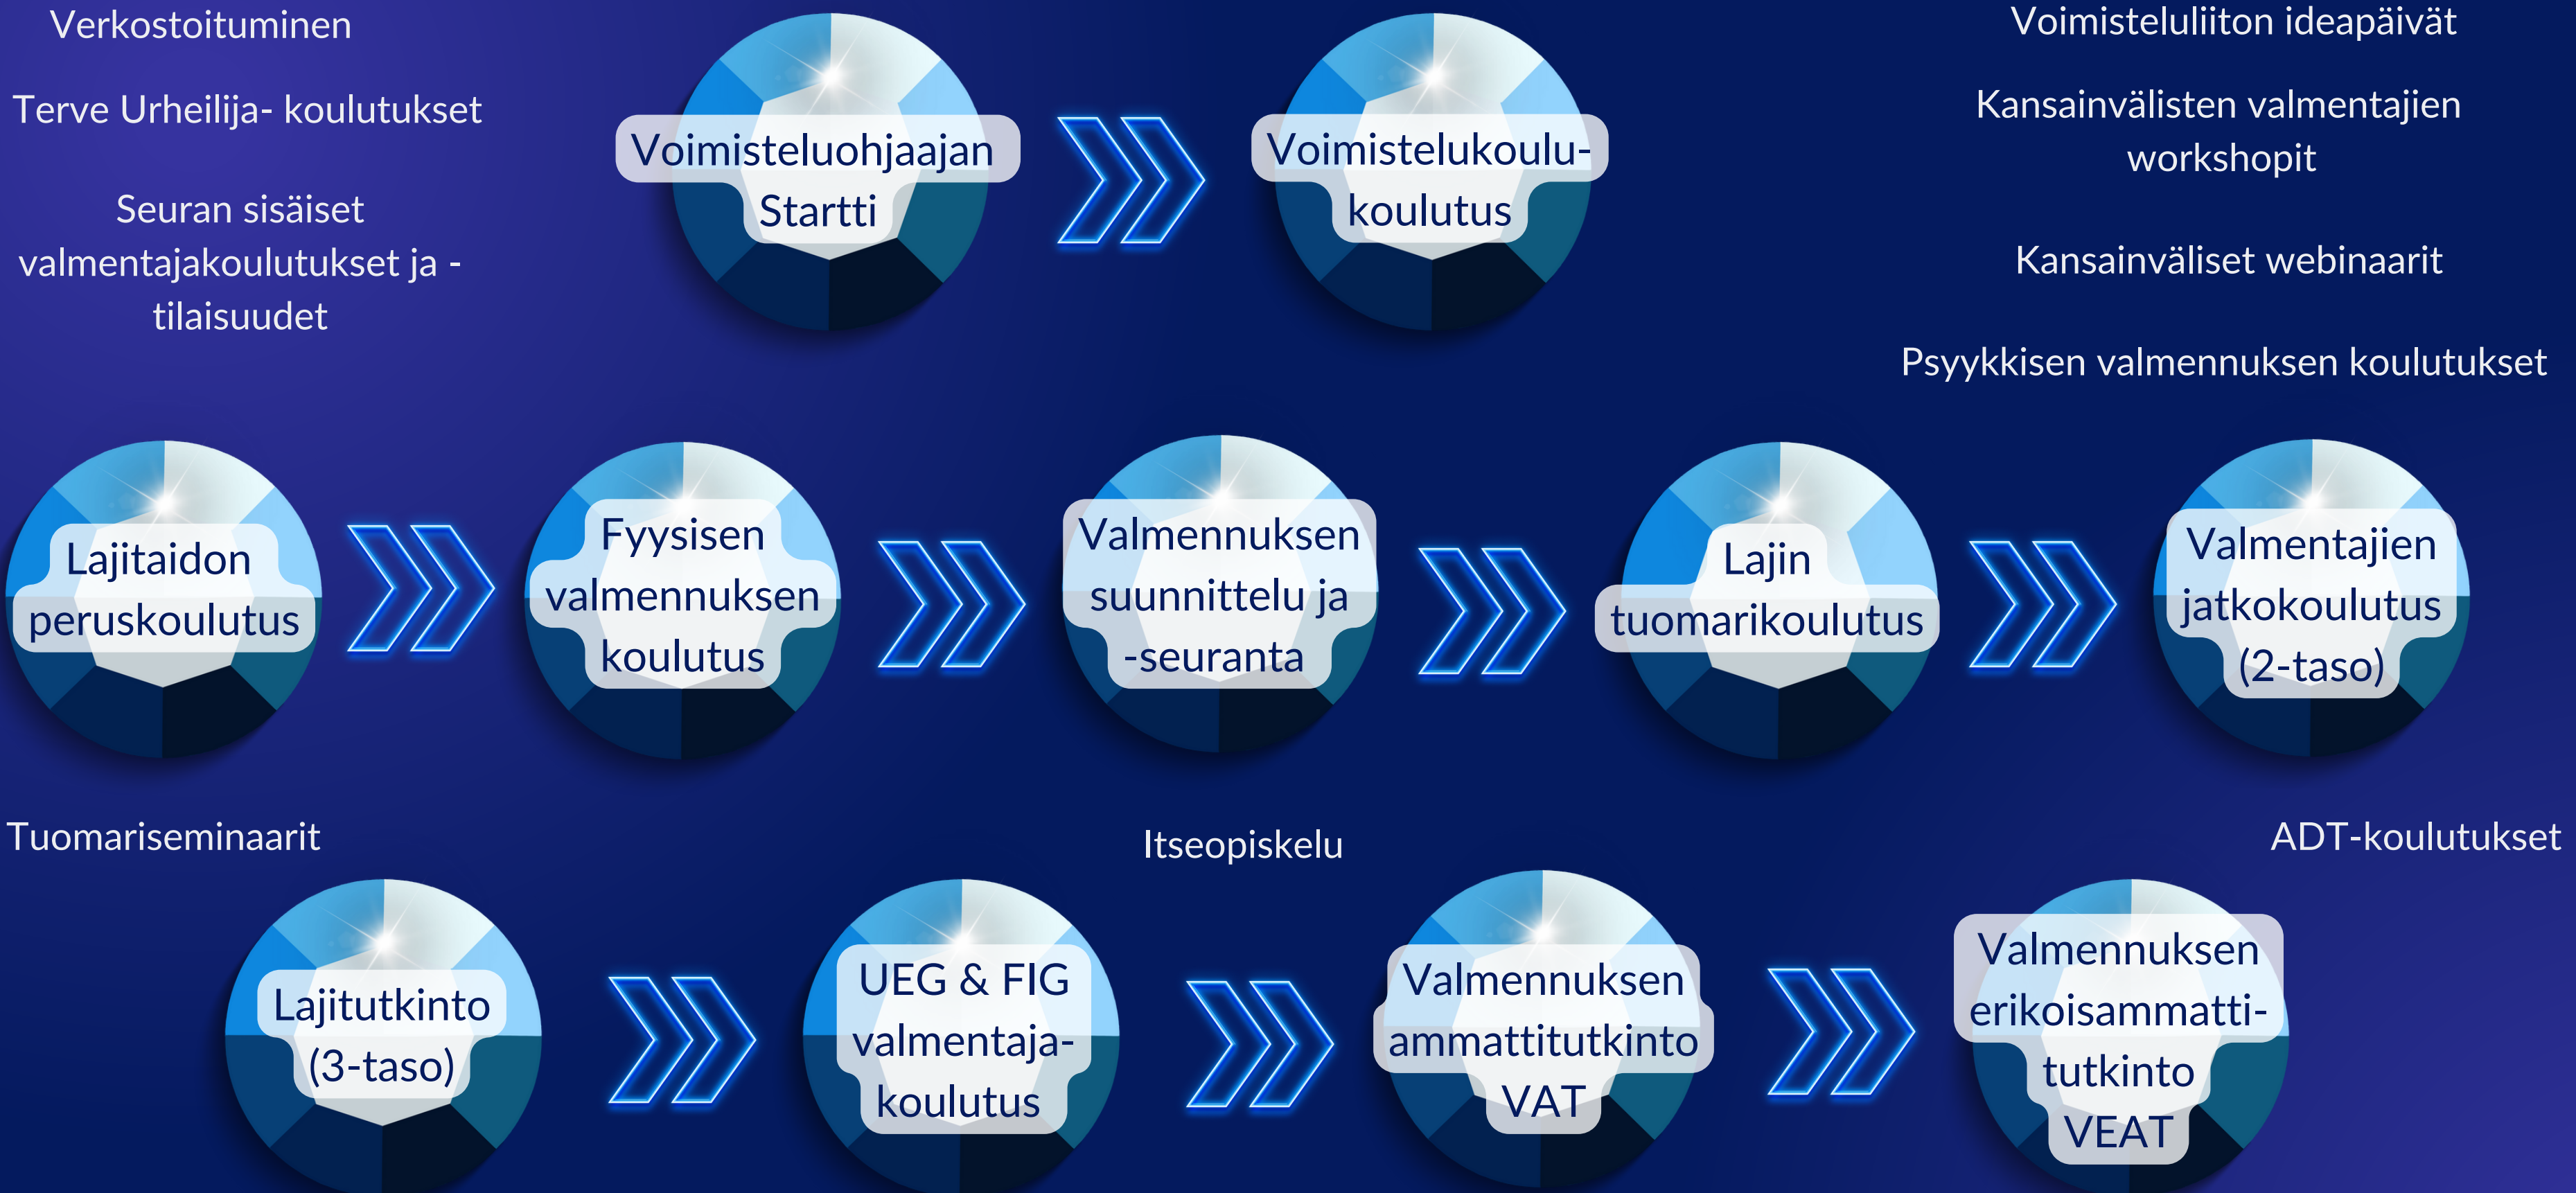 Verkostoituminen
Terve Urheilija- koulutukset
Seuran sisäiset
valmentajakoulutukset ja -
tilaisuudet
Voimisteluohjaajan
Startti
Voimistelukoulu-
koulutus
Voimisteluliiton ideapäivät
Kansainvälisten valmentajien
workshopit
Kansainväliset webinaarit
Psyykkisen valmennuksen koulutukset
Lajitaidon
peruskoulutus
Fyysisen
valmennuksen
koulutus
Valmennuksen
suunnittelu ja
-seuranta
Lajin
tuomarikoulutus
Valmentajien
jatkokoulutus
(2-taso)
Tuomariseminaarit
Itseopiskelu
ADT-koulutukset
Lajitutkinto
(3-taso)
UEG & FIG
valmentaja-
koulutus
Valmennuksen
ammattitutkinto
VAT
Valmennuksen
erikoisammatti-
tutkinto
VEAT